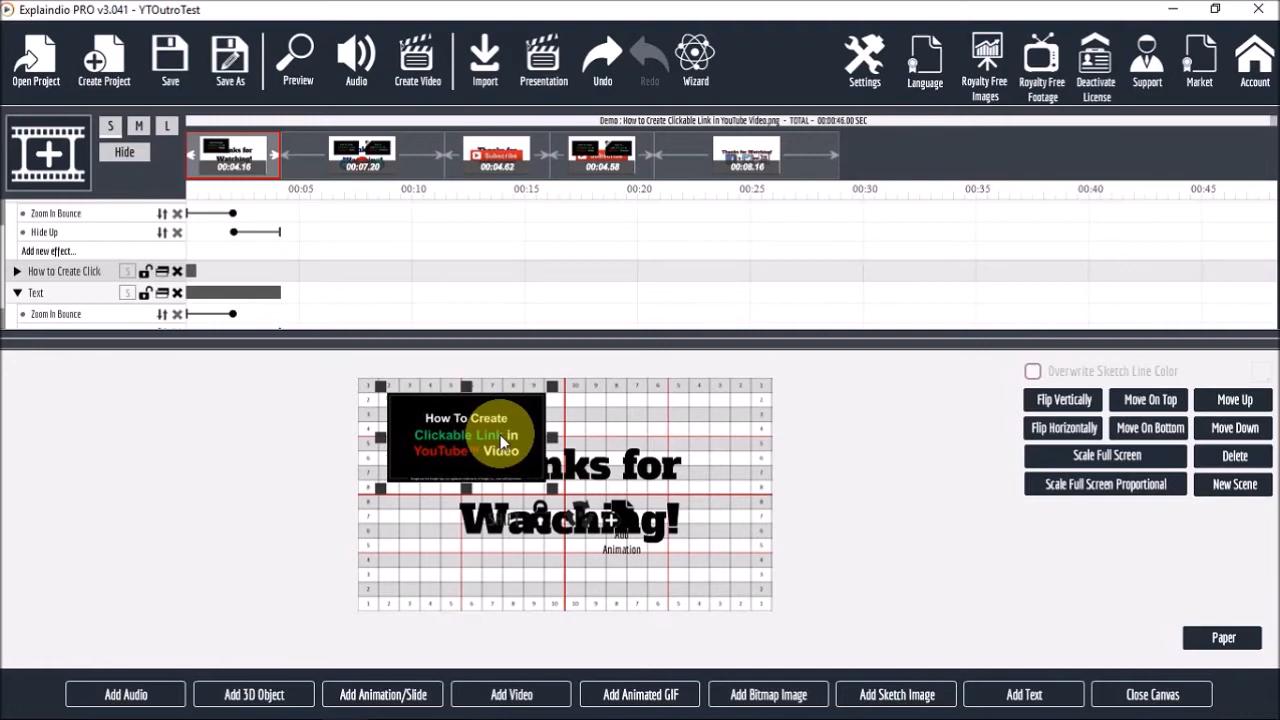 Explaindio PRO v3.041 - YTOutroTest
Open Project
Create Project
Save
Save As
Preview
Audio
Create Video
Import
Presentation
Undo
Redo
Wizard
Settings
Language
Royalty Free
Images
Royalty Free
Footage
Deactivate
License
Support
Market
Account
Demo : How to Create Clickable Link in YouTube Video.png - TOTAL - 00:00:46.00 SEC
S M L
Hide
00:04.16
00:07.20
Subscribe
00:04.62
00:04.58
00:08.16
00:05 00:10 00:15 00:20 00:25 00:30 00:35 00:40 00:45
Zoom In Bounce
Hide Up
Add new effect...
How to Create Click
S
Text
S
Zoom In Bounce
Overwrite Sketch Line Color
Flip Vertically
Move On Top
Move Up
Flip Horizontally
Move On Bottom
Move Down
Scale Full Screen
Delete
Scale Full Screen Proportional
New Scene
How To Create
Clickable Link in
YouTube™ Video
nks for
Watching!
Add
Animation
Paper
Add Audio
Add 3D Object
Add Animation/Slide
Add Video
Add Animated GIF
Add Bitmap Image
Add Sketch Image
Add Text
Close Canvas